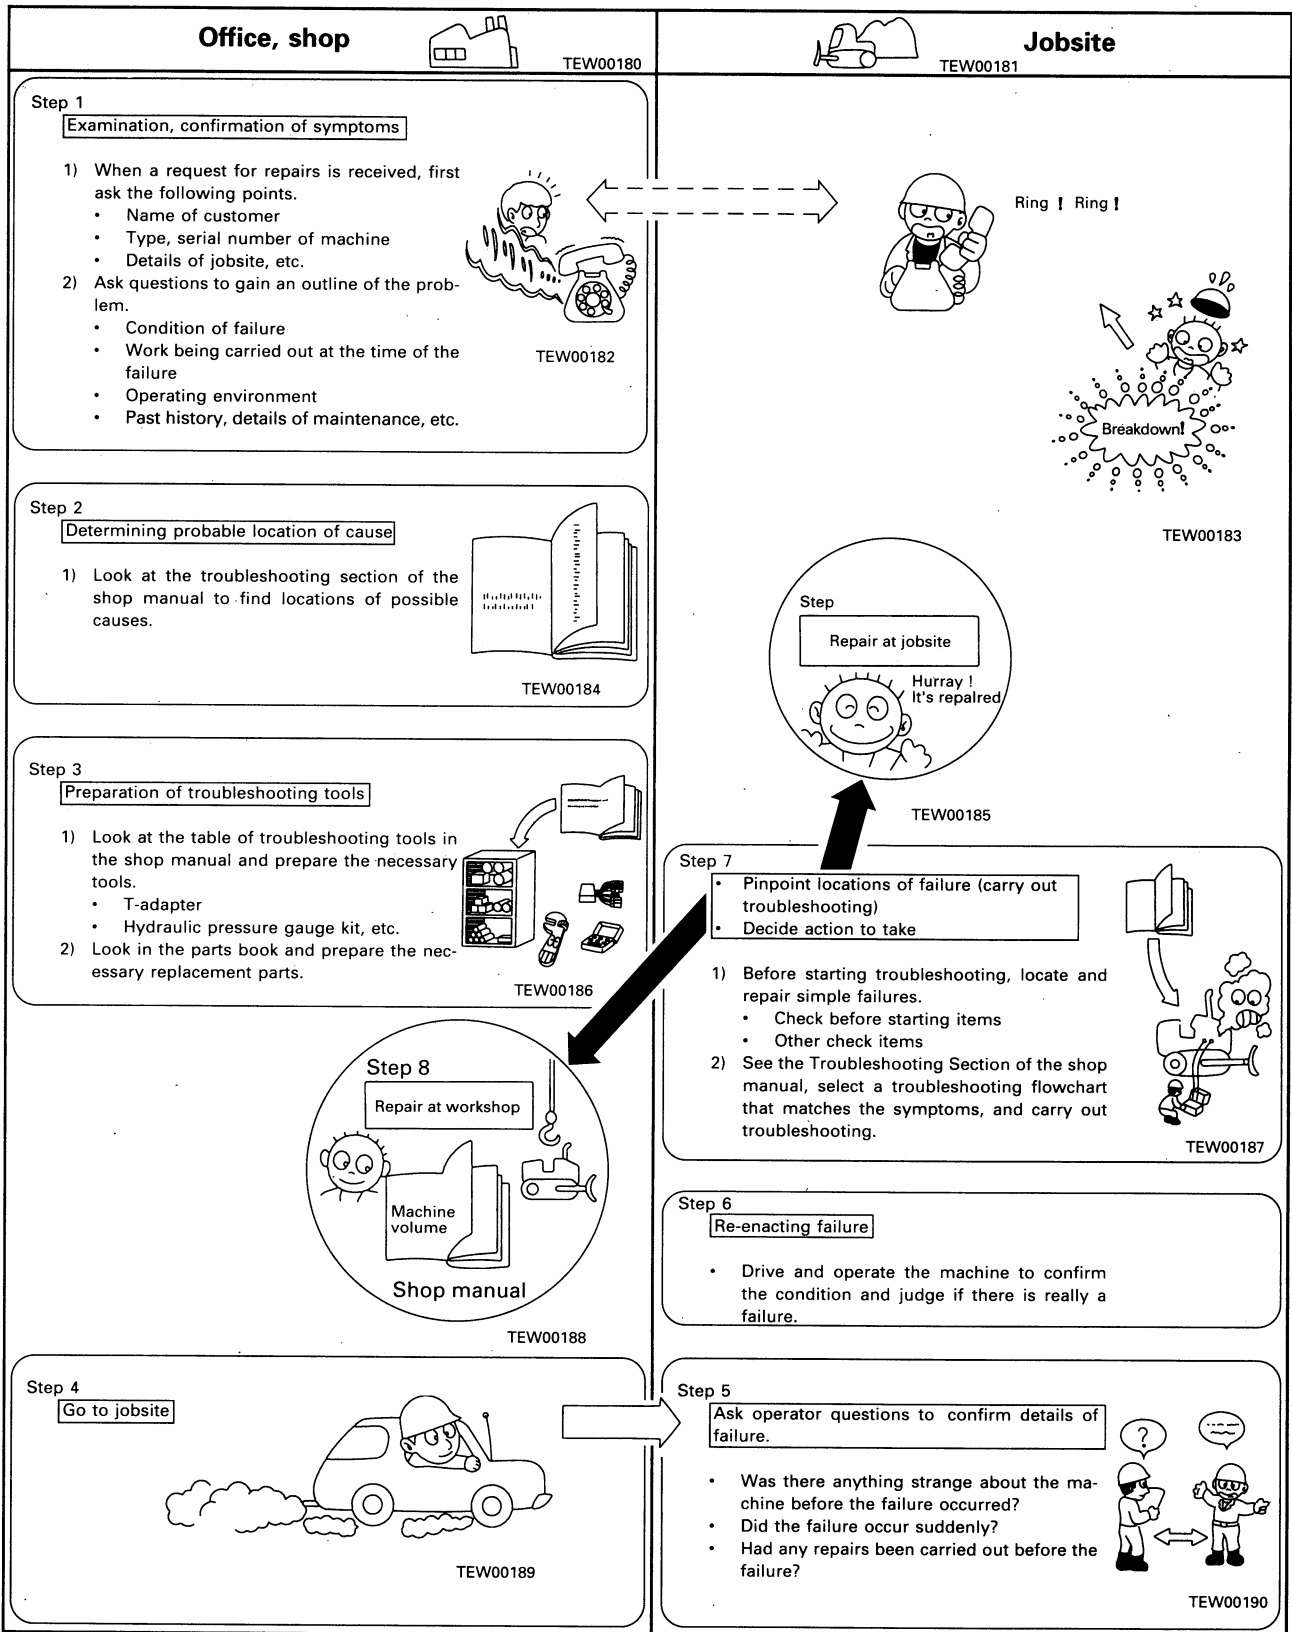 Office, shop
TEW00180
Jobsite
TEW00181
Step 1
Examination, confirmation of symptoms
1) When a request for repairs is received, first
ask the following points.
• Name of customer
• Type, serial number of machine
• Details of jobsite, etc.
2) Ask questions to gain an outline of the prob-
lem.
• Condition of failure
• Work being carried out at the time of the
failure
• Operating environment
• Past history, details of maintenance, etc.
TEW00182
Ring ! Ring !
Breakdown!
TEW00183
Step 2
Determining probable location of cause
1) Look at the troubleshooting section of the
shop manual to find locations of possible
causes.
TEW00184
Step
Repair at jobsite
Hurray !
It's repaired
TEW00185
Step 3
Preparation of troubleshooting tools
1) Look at the table of troubleshooting tools in
the shop manual and prepare the necessary
tools.
• T-adapter
• Hydraulic pressure gauge kit, etc.
2) Look in the parts book and prepare the nec-
essary replacement parts.
TEW00186
Step 7
• Pinpoint locations of failure (carry out
troubleshooting)
• Decide action to take
1) Before starting troubleshooting, locate and
repair simple failures.
• Check before starting items
• Other check items
2) See the Troubleshooting Section of the shop
manual, select a troubleshooting flowchart
that matches the symptoms, and carry out
troubleshooting.
TEW00187
Step 8
Repair at workshop
Machine
volume
Shop manual
TEW00188
Step 6
Re-enacting failure
• Drive and operate the machine to confirm
the condition and judge if there is really a
failure.
Step 4
Go to jobsite
TEW00189
Step 5
Ask operator questions to confirm details of
failure.
?
• Was there anything strange about the ma-
chine before the failure occurred?
• Did the failure occur suddenly?
• Had any repairs been carried out before the
failure?
TEW00190